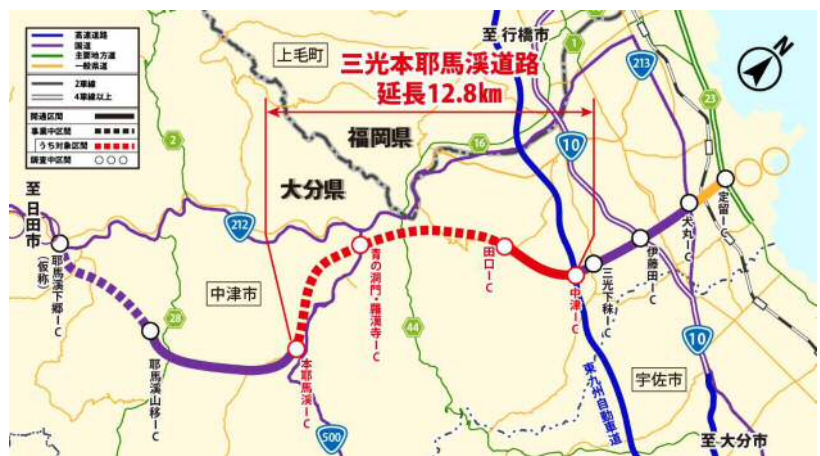 高速道路
国道
主要地方道
一般県道
2車線
4車線以上
開通区間
事業中区間
うち対象区間
調査中区間
上毛町
至 行橋市
三光本耶馬渓道路
延長12.8km
福岡県
大分県
至 日田市
中津市
宇佐市
至 大分市
東九州自動車道
耶馬溪下郷IC
(仮称)
耶馬溪山移IC
本耶馬溪IC
青の洞門・羅漢寺IC
田口IC
中津IC
三光下秣IC
伊藤田IC
犬丸IC
定留IC
N
1
2
16
23
28
44
10
10
212
213
500